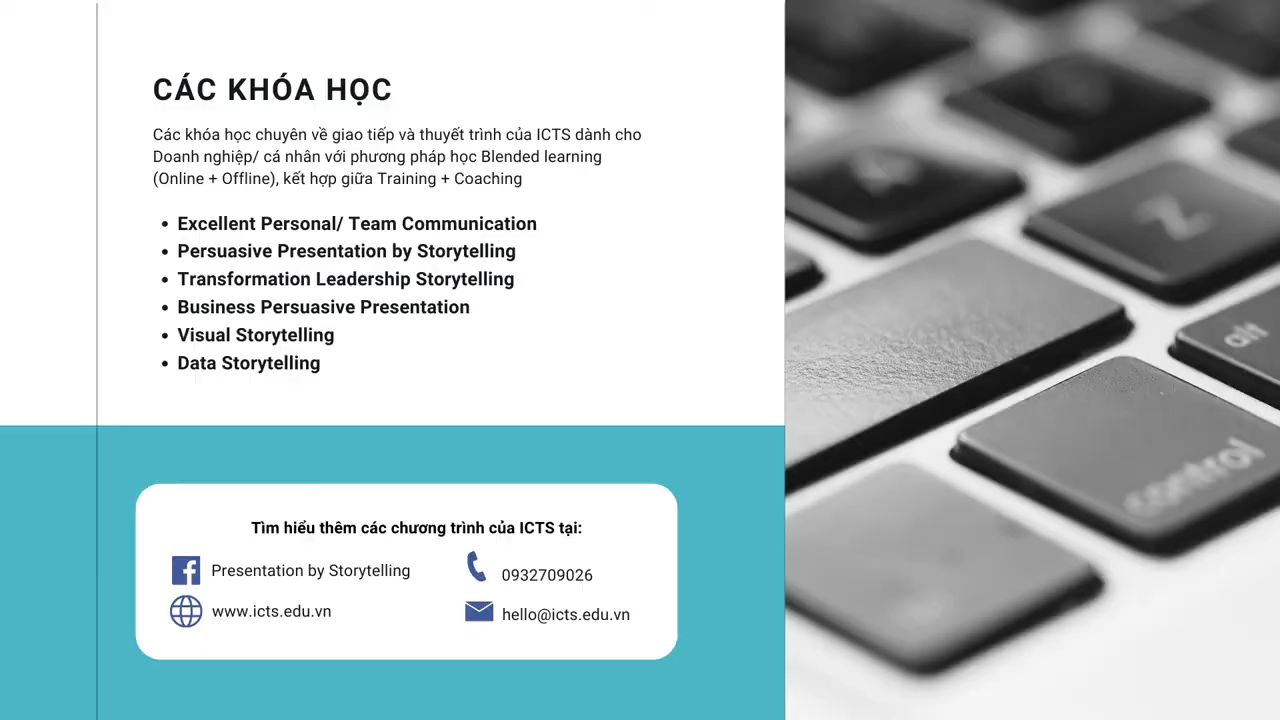 CÁC KHÓA HỌC
Các khóa học chuyên về giao tiếp và thuyết trình của ICTS dành cho
Doanh nghiệp/ cá nhân với phương pháp học Blended learning
(Online + Offline), kết hợp giữa Training + Coaching
Excellent Personal/ Team Communication
Persuasive Presentation by Storytelling
Transformation Leadership Storytelling
Business Persuasive Presentation
Visual Storytelling
Data Storytelling
Tìm hiểu thêm các chương trình của ICTS tại:
Presentation by Storytelling
0932709026
www.icts.edu.vn
hello@icts.edu.vn
Z
alt
control